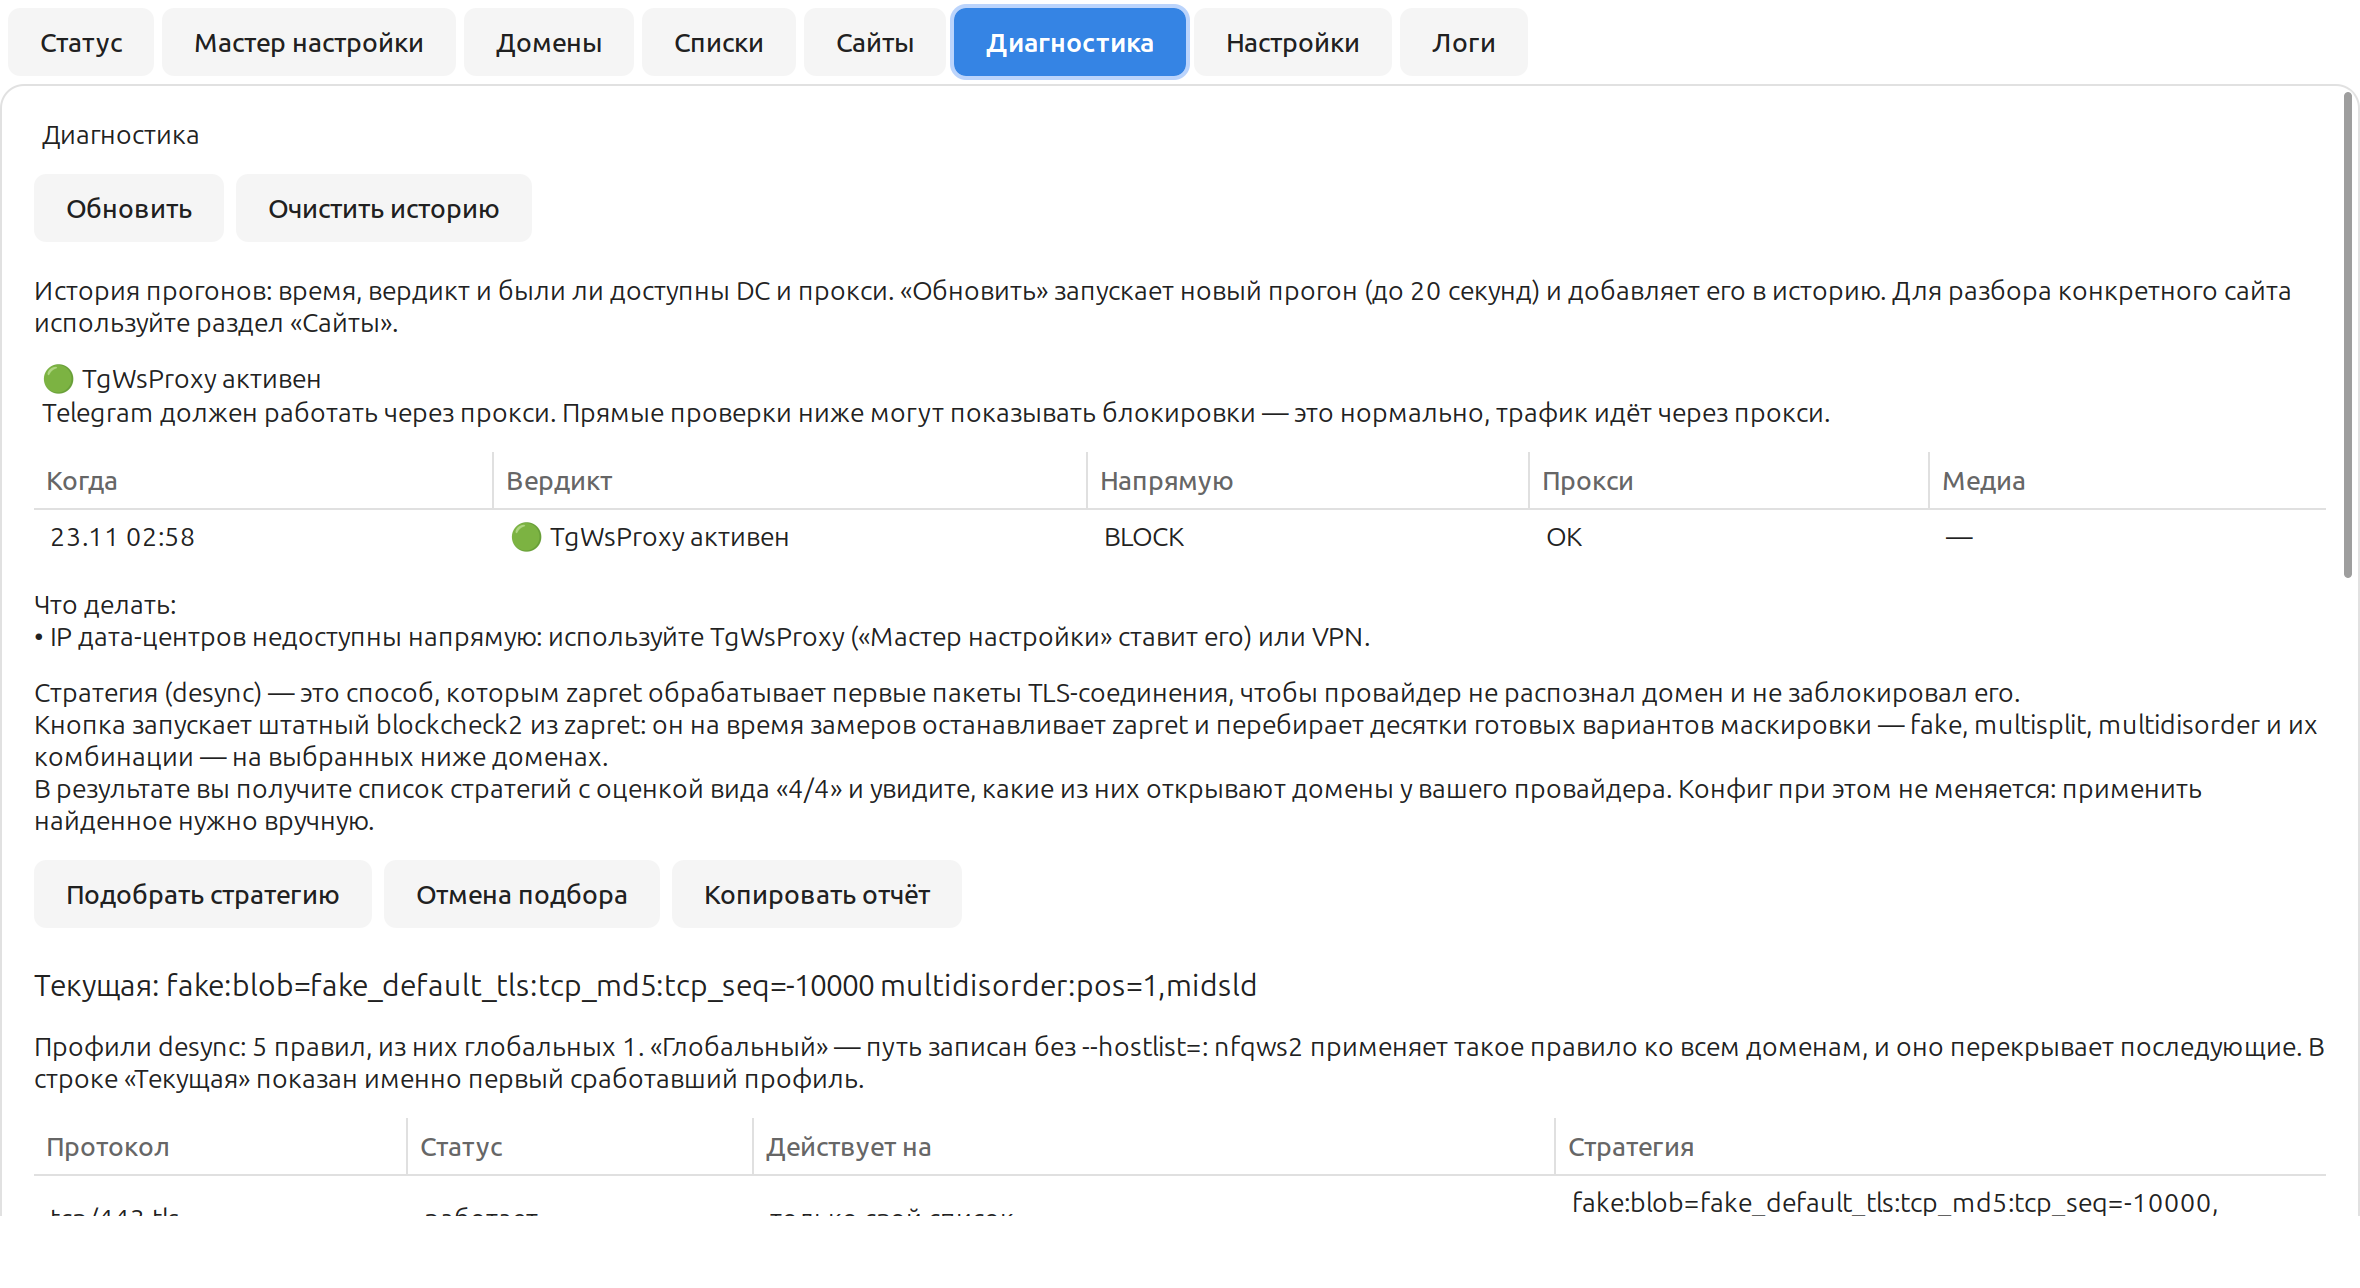 Статус Мастер настройки Домены Списки Сайты Диагностика Настройки Логи
Диагностика
Обновить Очистить историю
История прогонов: время, вердикт и были ли доступны DC и прокси. «Обновить» запускает новый прогон (до 20 секунд) и добавляет его в историю. Для разбора конкретного сайта
используйте раздел «Сайты».
TgWsProxy активен
Telegram должен работать через прокси. Прямые проверки ниже могут показывать блокировки — это нормально, трафик идёт через прокси.
Когда Вердикт Напрямую Прокси Медиа
23.11 02:58 TgWsProxy активен BLOCK OK —
Что делать:
• IP дата-центров недоступны напрямую: используйте TgWsProxy («Мастер настройки» ставит его) или VPN.
Стратегия (desync) — это способ, которым zapret обрабатывает первые пакеты TLS-соединения, чтобы провайдер не распознал домен и не заблокировал его.
Кнопка запускает штатный blockcheck2 из zapret: он на время замеров останавливает zapret и перебирает десятки готовых вариантов маскировки — fake, multisplit, multidisorder и их
комбинации — на выбранных ниже доменах.
В результате вы получите список стратегий с оценкой вида «4/4» и увидите, какие из них открывают домены у вашего провайдера. Конфиг при этом не меняется: применить
найденное нужно вручную.
Подобрать стратегию Отмена подбора Копировать отчёт
Текущая: fake:blob=fake_default_tls:tcp_md5:tcp_seq=-10000 multidisorder:pos=1,midsld
Профили desync: 5 правил, из них глобальных 1. «Глобальный» — путь записан без --hostlist=: nfqws2 применяет такое правило ко всем доменам, и оно перекрывает последующие. В
строке «Текущая» показан именно первый сработавший профиль.
Протокол Статус Действует на Стратегия
fake:blob=fake_default_tls:tcp_md5:tcp_seq=-10000,
tcp/443 tls работает только свой список